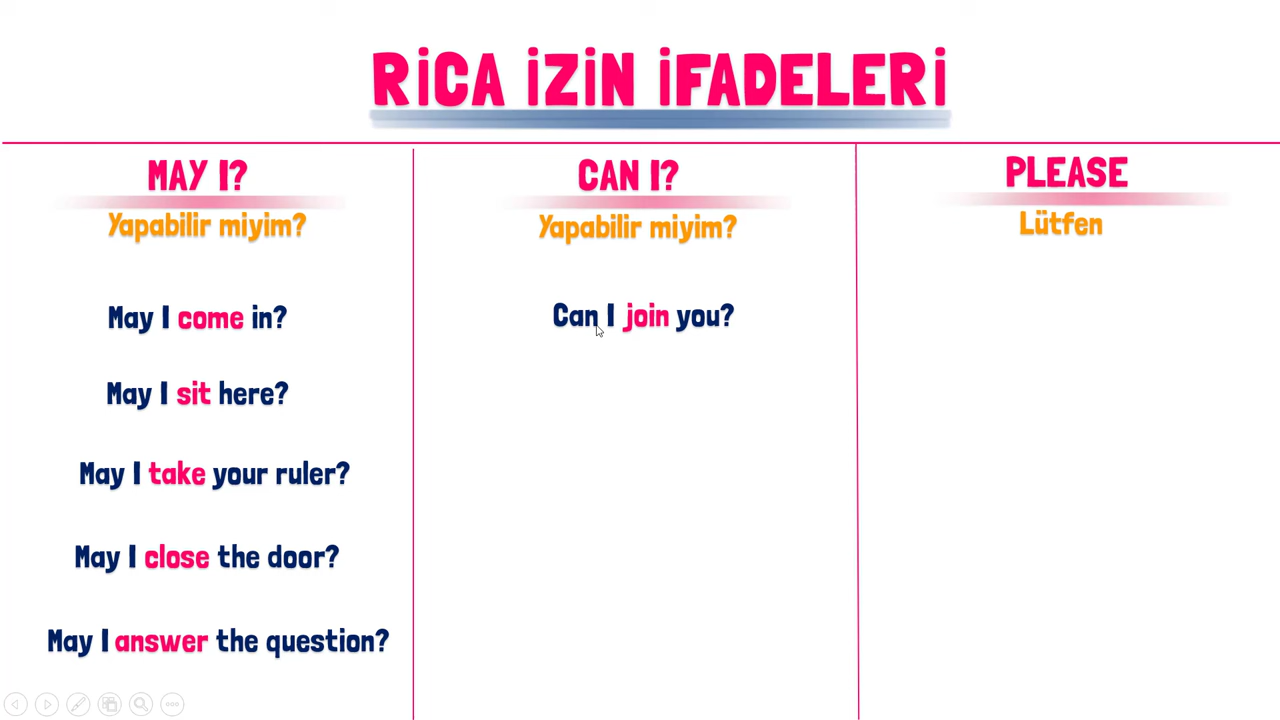 RİCA İZİN İFADELERİ
MAY I?
Yapabilir miyim?
May I come in?
May I sit here?
May I take your ruler?
May I close the door?
May I answer the question?
CAN I?
Yapabilir miyim?
Can I join you?
PLEASE
Lütfen